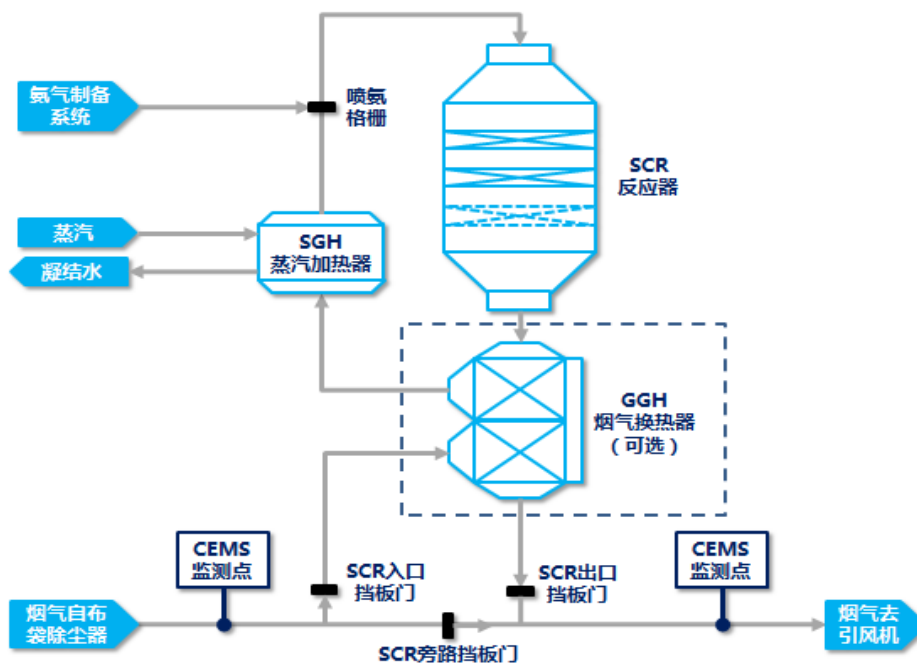 氨气制备
系统
喷氨
格栅
SCR
反应器
蒸汽
SGH
蒸汽加热器
凝结水
GGH
烟气换热器
（可选）
CEMS
监测点
SCR入口
挡板门
SCR出口
挡板门
CEMS
监测点
烟气自布
袋除尘器
SCR旁路挡板门
烟气去
引风机